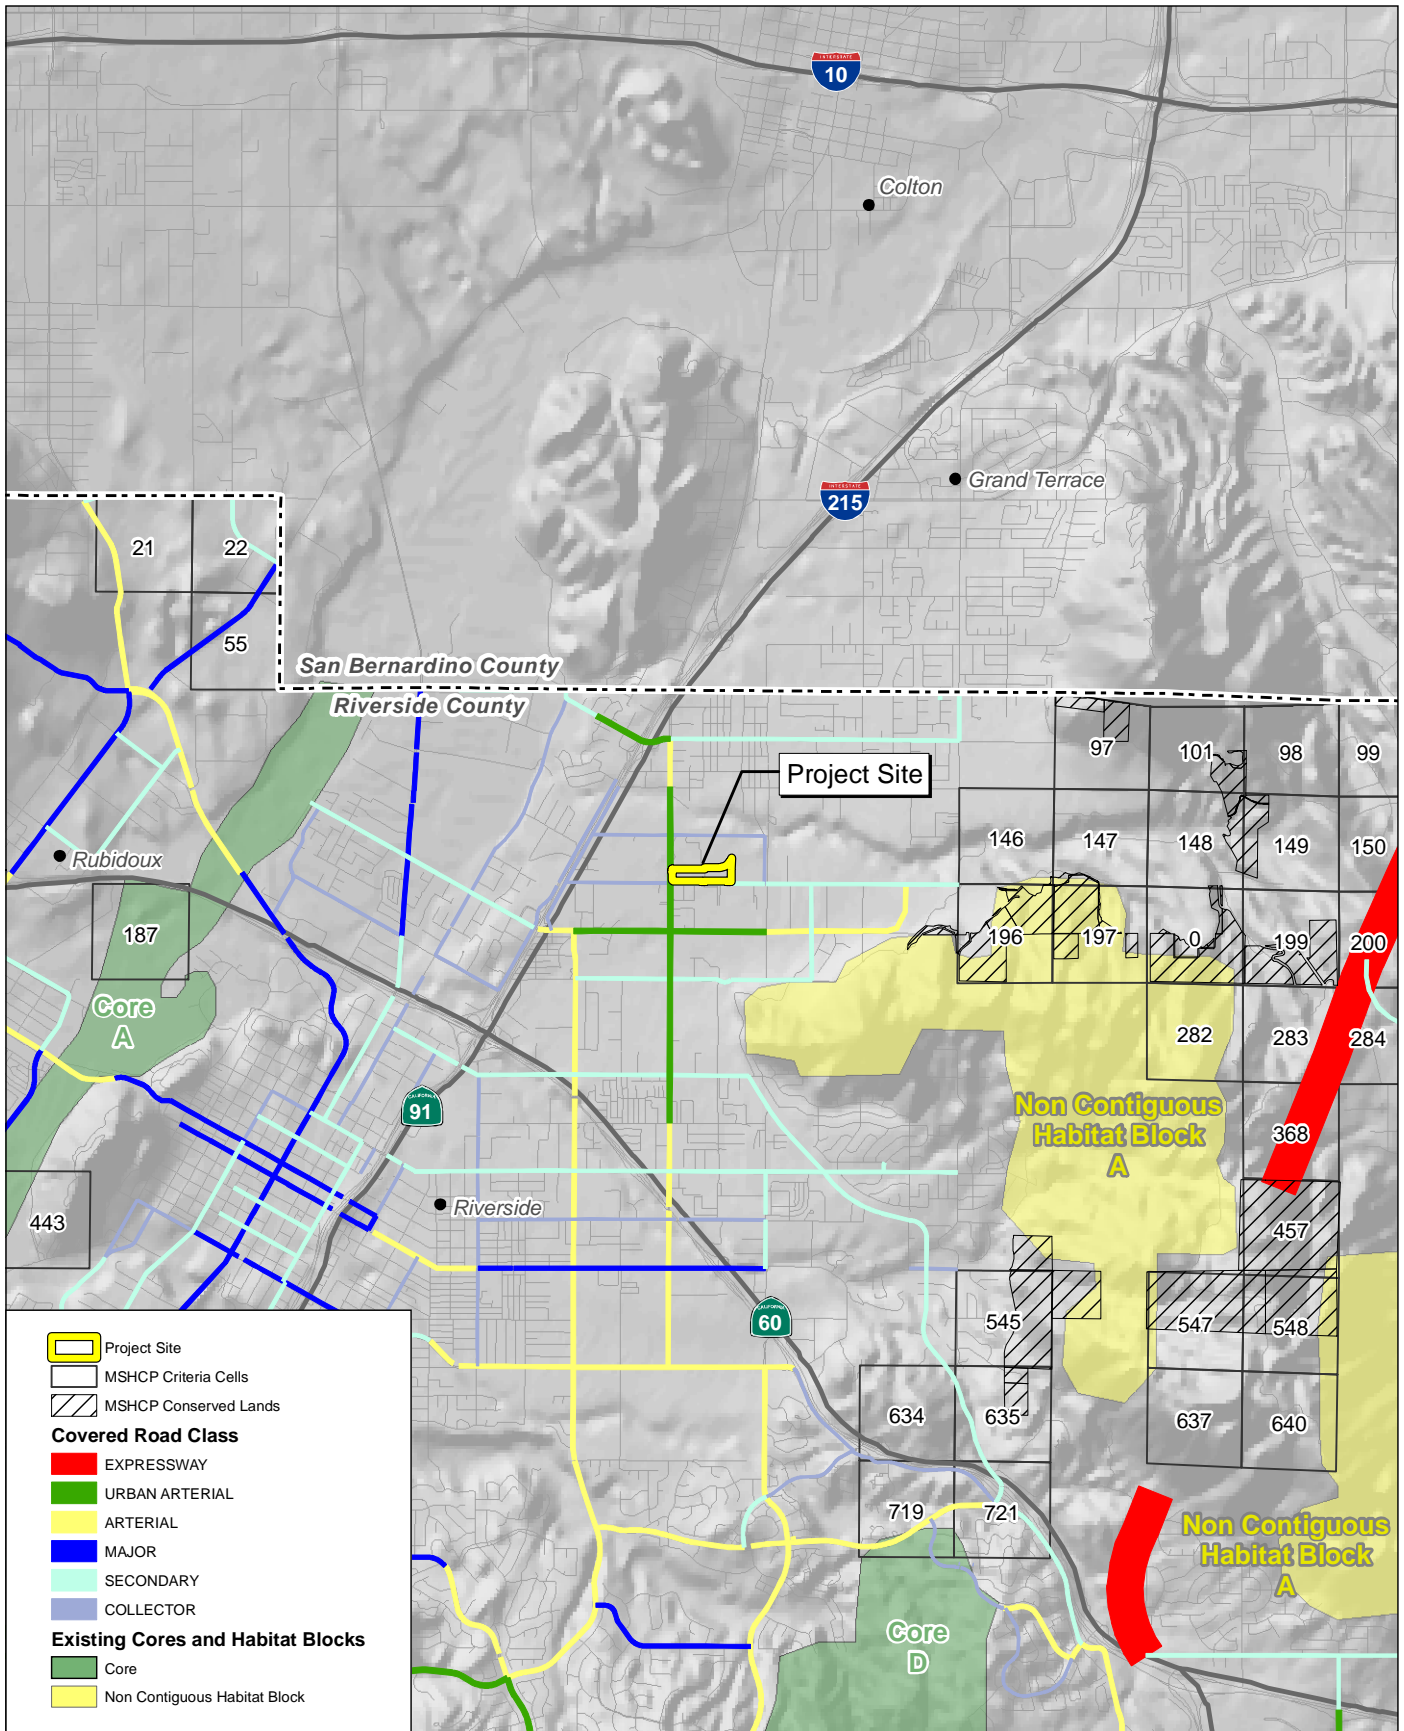 INTERSTATE
10
Colton
INTERSTATE
215
Grand Terrace
21
22
55
San Bernardino County
Riverside County
97
101
98
99
Project Site
146
147
148
149
150
Rubidoux
187
196
197
0
199
200
Core
A
282
283
284
CALIFORNIA
91
Non Contiguous
Habitat Block
A
368
443
Riverside
457
CALIFORNIA
60
545
547
548
634
635
637
640
719
721
Non Contiguous
Habitat Block
A
Core
D
Project Site
MSHCP Criteria Cells
MSHCP Conserved Lands
Covered Road Class
EXPRESSWAY
URBAN ARTERIAL
ARTERIAL
MAJOR
SECONDARY
COLLECTOR
Existing Cores and Habitat Blocks
Core
Non Contiguous Habitat Block